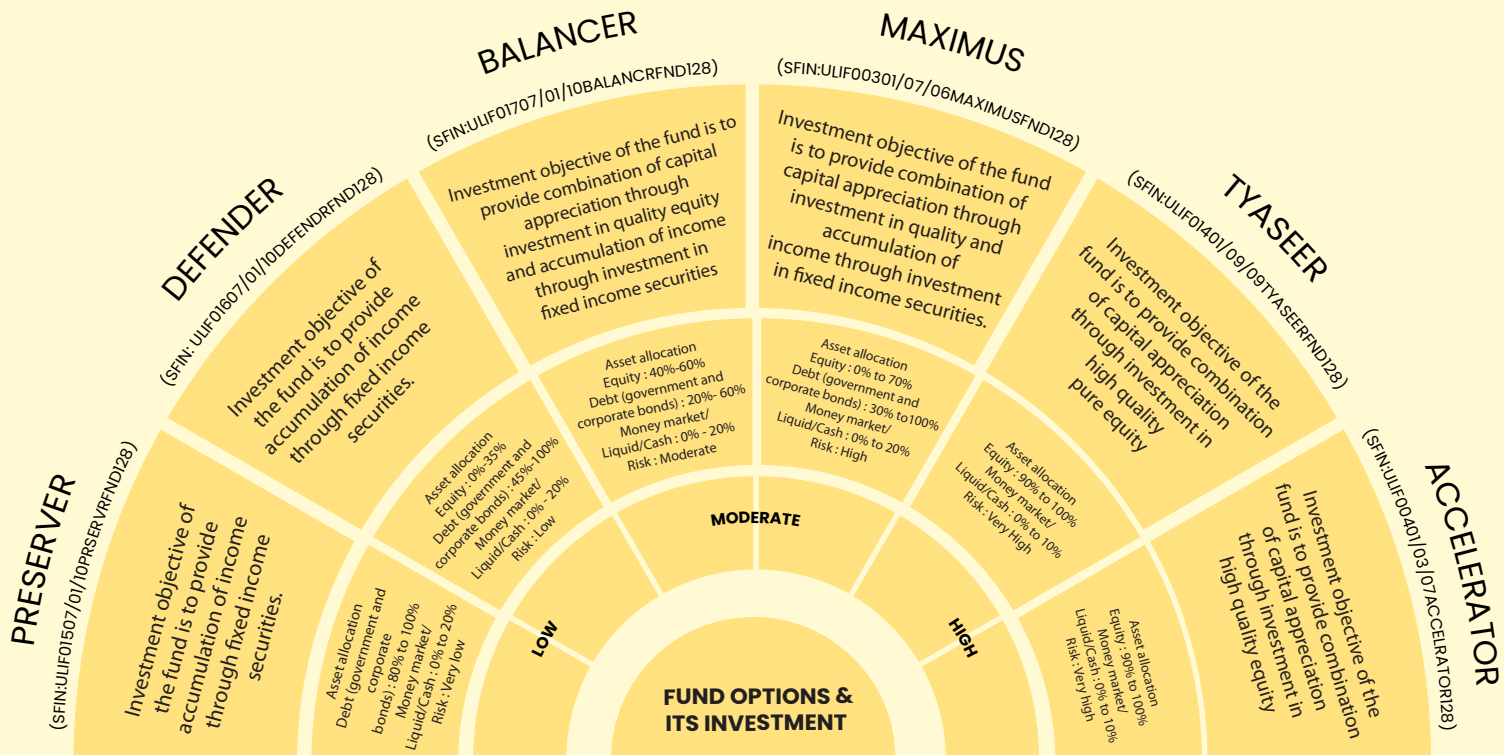 PRESERVER
(SFIN:ULIF01507/01/10PRSERVRFND128)
Investment objective of
the fund is to provide
accumulation of income
through fixed income
securities.
Asset allocation
Debt (government and
corporate
bonds) : 80% to 100%
Money market/
Liquid/Cash : 0% to 20%
Risk : Very low
DEFENDER
(SFIN: ULIF01607/01/10DEFENDRFND128)
Investment objective of
the fund is to provide
accumulation of income
through fixed income
securities.
Asset allocation
Equity : 0%-35%
Debt (government and
corporate bonds) : 45%-100%
Money market/
Liquid/Cash : 0% - 20%
Risk : Low
BALANCER
(SFIN:ULIF01707/01/10BALANCRFND128)
Investment objective of the fund is to
provide combination of capital
appreciation through
investment in quality equity
and accumulation of income
through investment in
fixed income securities
Asset allocation
Equity : 40%-60%
Debt (government and
corporate bonds) : 20%- 60%
Money market/
Liquid/Cash : 0% - 20%
Risk : Moderate
MAXIMUS
(SFIN:ULIF00301/07/06MAXIMUSFND128)
Investment objective of the fund
is to provide combination of
capital appreciation through
investment in quality and
accumulation of
income through investment
in fixed income securities.
Asset allocation
Equity : 0% to 70%
Debt (government and
corporate bonds) : 30% to100%
Money market/
Liquid/Cash : 0% to 20%
Risk : High
TYASEER
(SFIN:ULIF01401/09/09TYASEERFND128)
Investment objective of the
fund is to provide combination
of capital appreciation
through investment in
high quality
pure equity
Asset allocation
Equity : 90% to 100%
Money market/
Liquid/Cash : 0% to 10%
Risk : Very High
ACCELERATOR
(SFIN:ULIF00401/03/07ACCELRATOR128)
Investment objective of the
fund is to provide combination
of capital appreciation
through investment in
high quality equity
Asset allocation
Equity : 90% to 100%
Money market/
Liquid/Cash : 0% to 10%
Risk : Very high
LOW
MODERATE
HIGH
FUND OPTIONS &
ITS INVESTMENT